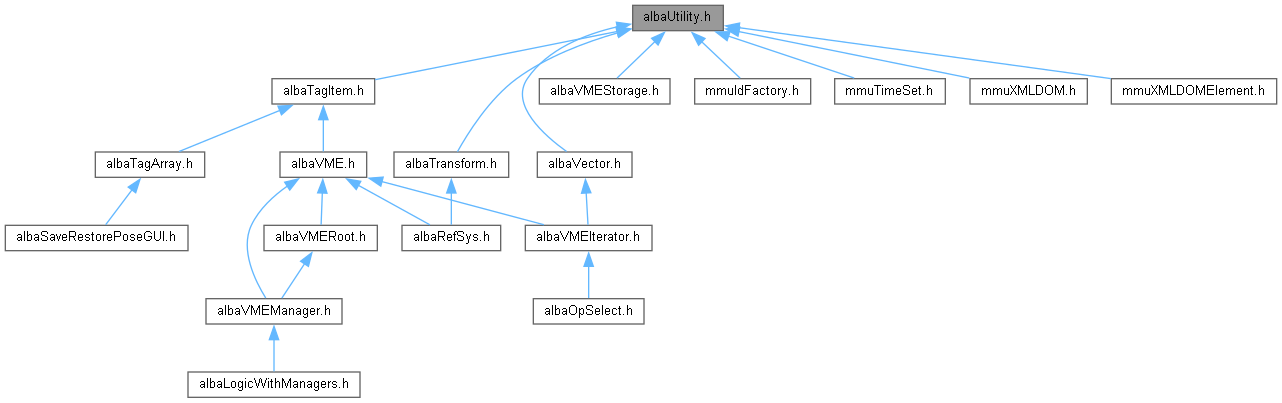 albaUtility.h
albaTagItem.h
albaVMEStorage.h
mmuIdFactory.h
mmuTimeSet.h
mmuXMLDOM.h
mmuXMLDOMElement.h
albaTagArray.h
albaVME.h
albaTransform.h
albaVector.h
albaSaveRestorePoseGUI.h
albaVMERoot.h
albaRefSys.h
albaVMEIterator.h
albaVMEManager.h
albaOpSelect.h
albaLogicWithManagers.h